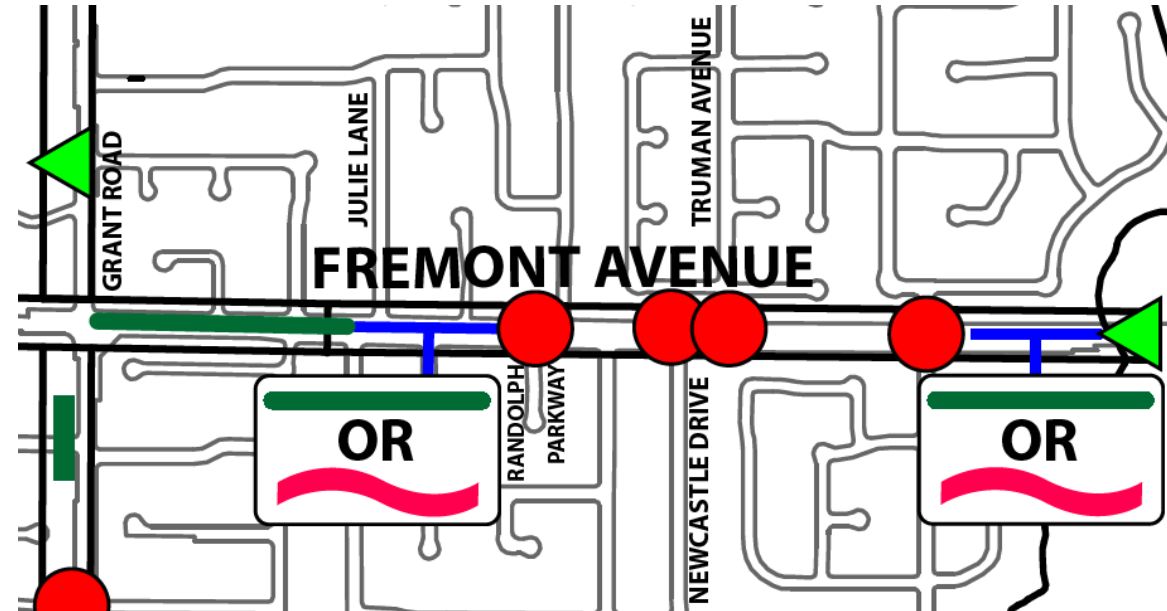 GRANT ROAD
JULIE LANE
TRUMAN AVENUE
FREMONT AVENUE
RANDOLPH
PARKWAY
NEWCASTLE DRIVE
OR
OR